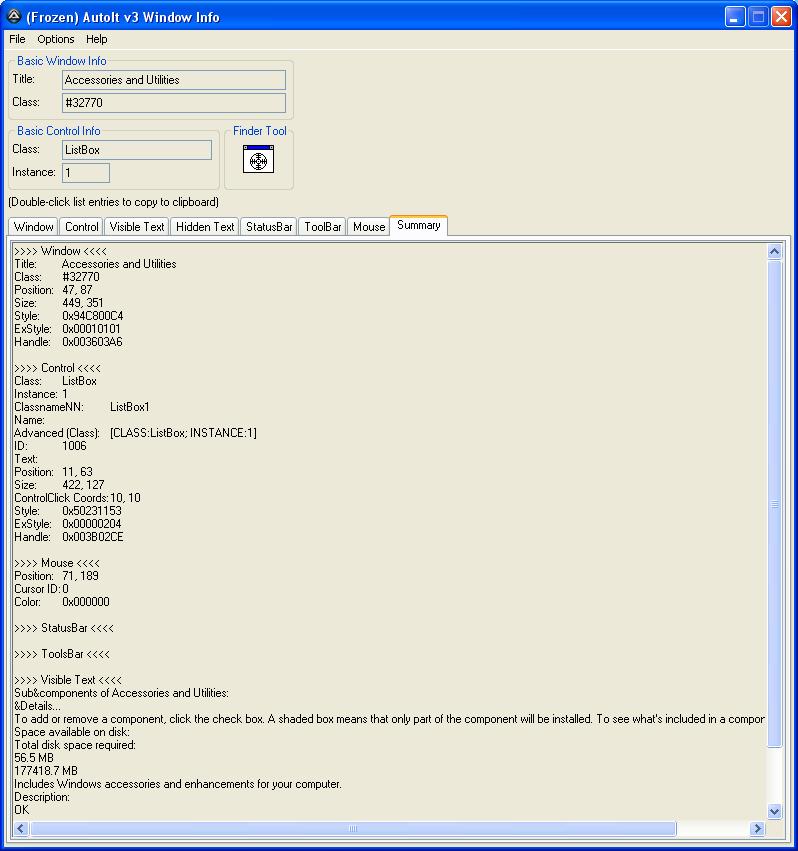 (Frozen) AutoIt v3 Window Info
File Options Help
Basic Window Info
Title: Accessories and Utilities
Class: #32770
Basic Control Info
Finder Tool
Class: ListBox
Instance: 1
(Double-click list entries to copy to clipboard)
Window Control Visible Text Hidden Text StatusBar ToolBar Mouse Summary
>>>> Window <<<<
Title: Accessories and Utilities
Class: #32770
Position: 47, 87
Size: 449, 351
Style: 0x94C800C4
ExStyle: 0x00010101
Handle: 0x003603A6
>>>> Control <<<<
Class: ListBox
Instance: 1
ClassnameNN: ListBox1
Name:
Advanced (Class): [CLASS:ListBox; INSTANCE:1]
ID: 1006
Text:
Position: 11, 63
Size: 422, 127
ControlClick Coords: 10, 10
Style: 0x50231153
ExStyle: 0x00000204
Handle: 0x003B02CE
>>>> Mouse <<<<
Position: 71, 189
Cursor ID: 0
Color: 0x000000
>>>> StatusBar <<<<
>>>> ToolsBar <<<<
>>>> Visible Text <<<<
Sub&components of Accessories and Utilities:
&Details...
To add or remove a component, click the check box. A shaded box means that only part of the component will be installed. To see what's included in a compor
Space available on disk:
Total disk space required:
56.5 MB
177418.7 MB
Includes Windows accessories and enhancements for your computer.
Description:
OK